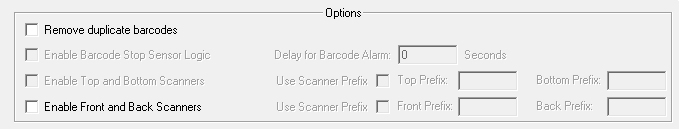 Options
Remove duplicate barcodes
Enable Barcode Stop Sensor Logic Delay for Barcode Alarm: 0 Seconds
Enable Top and Bottom Scanners Use Scanner Prefix Top Prefix: Bottom Prefix:
Enable Front and Back Scanners Use Scanner Prefix Front Prefix: Back Prefix: